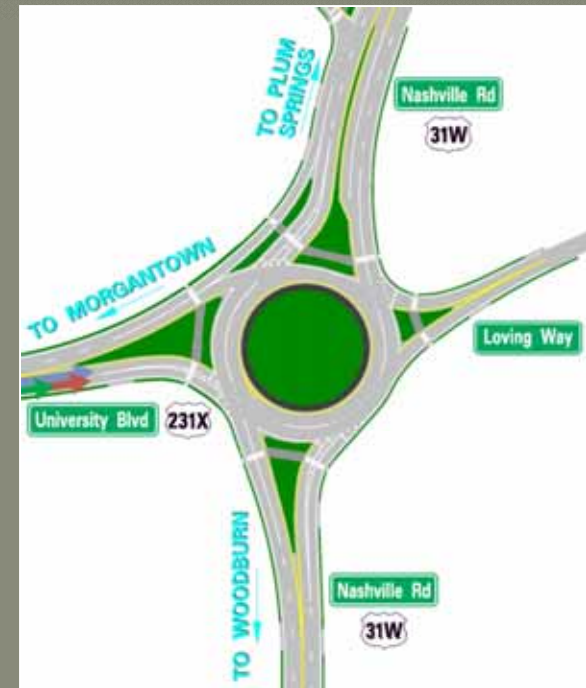 TO PLUM
SPRINGS
Nashville Rd
31W
TO MORGANTOWN
Loving Way
University Blvd
231X
TO WOODBURN
Nashville Rd
31W